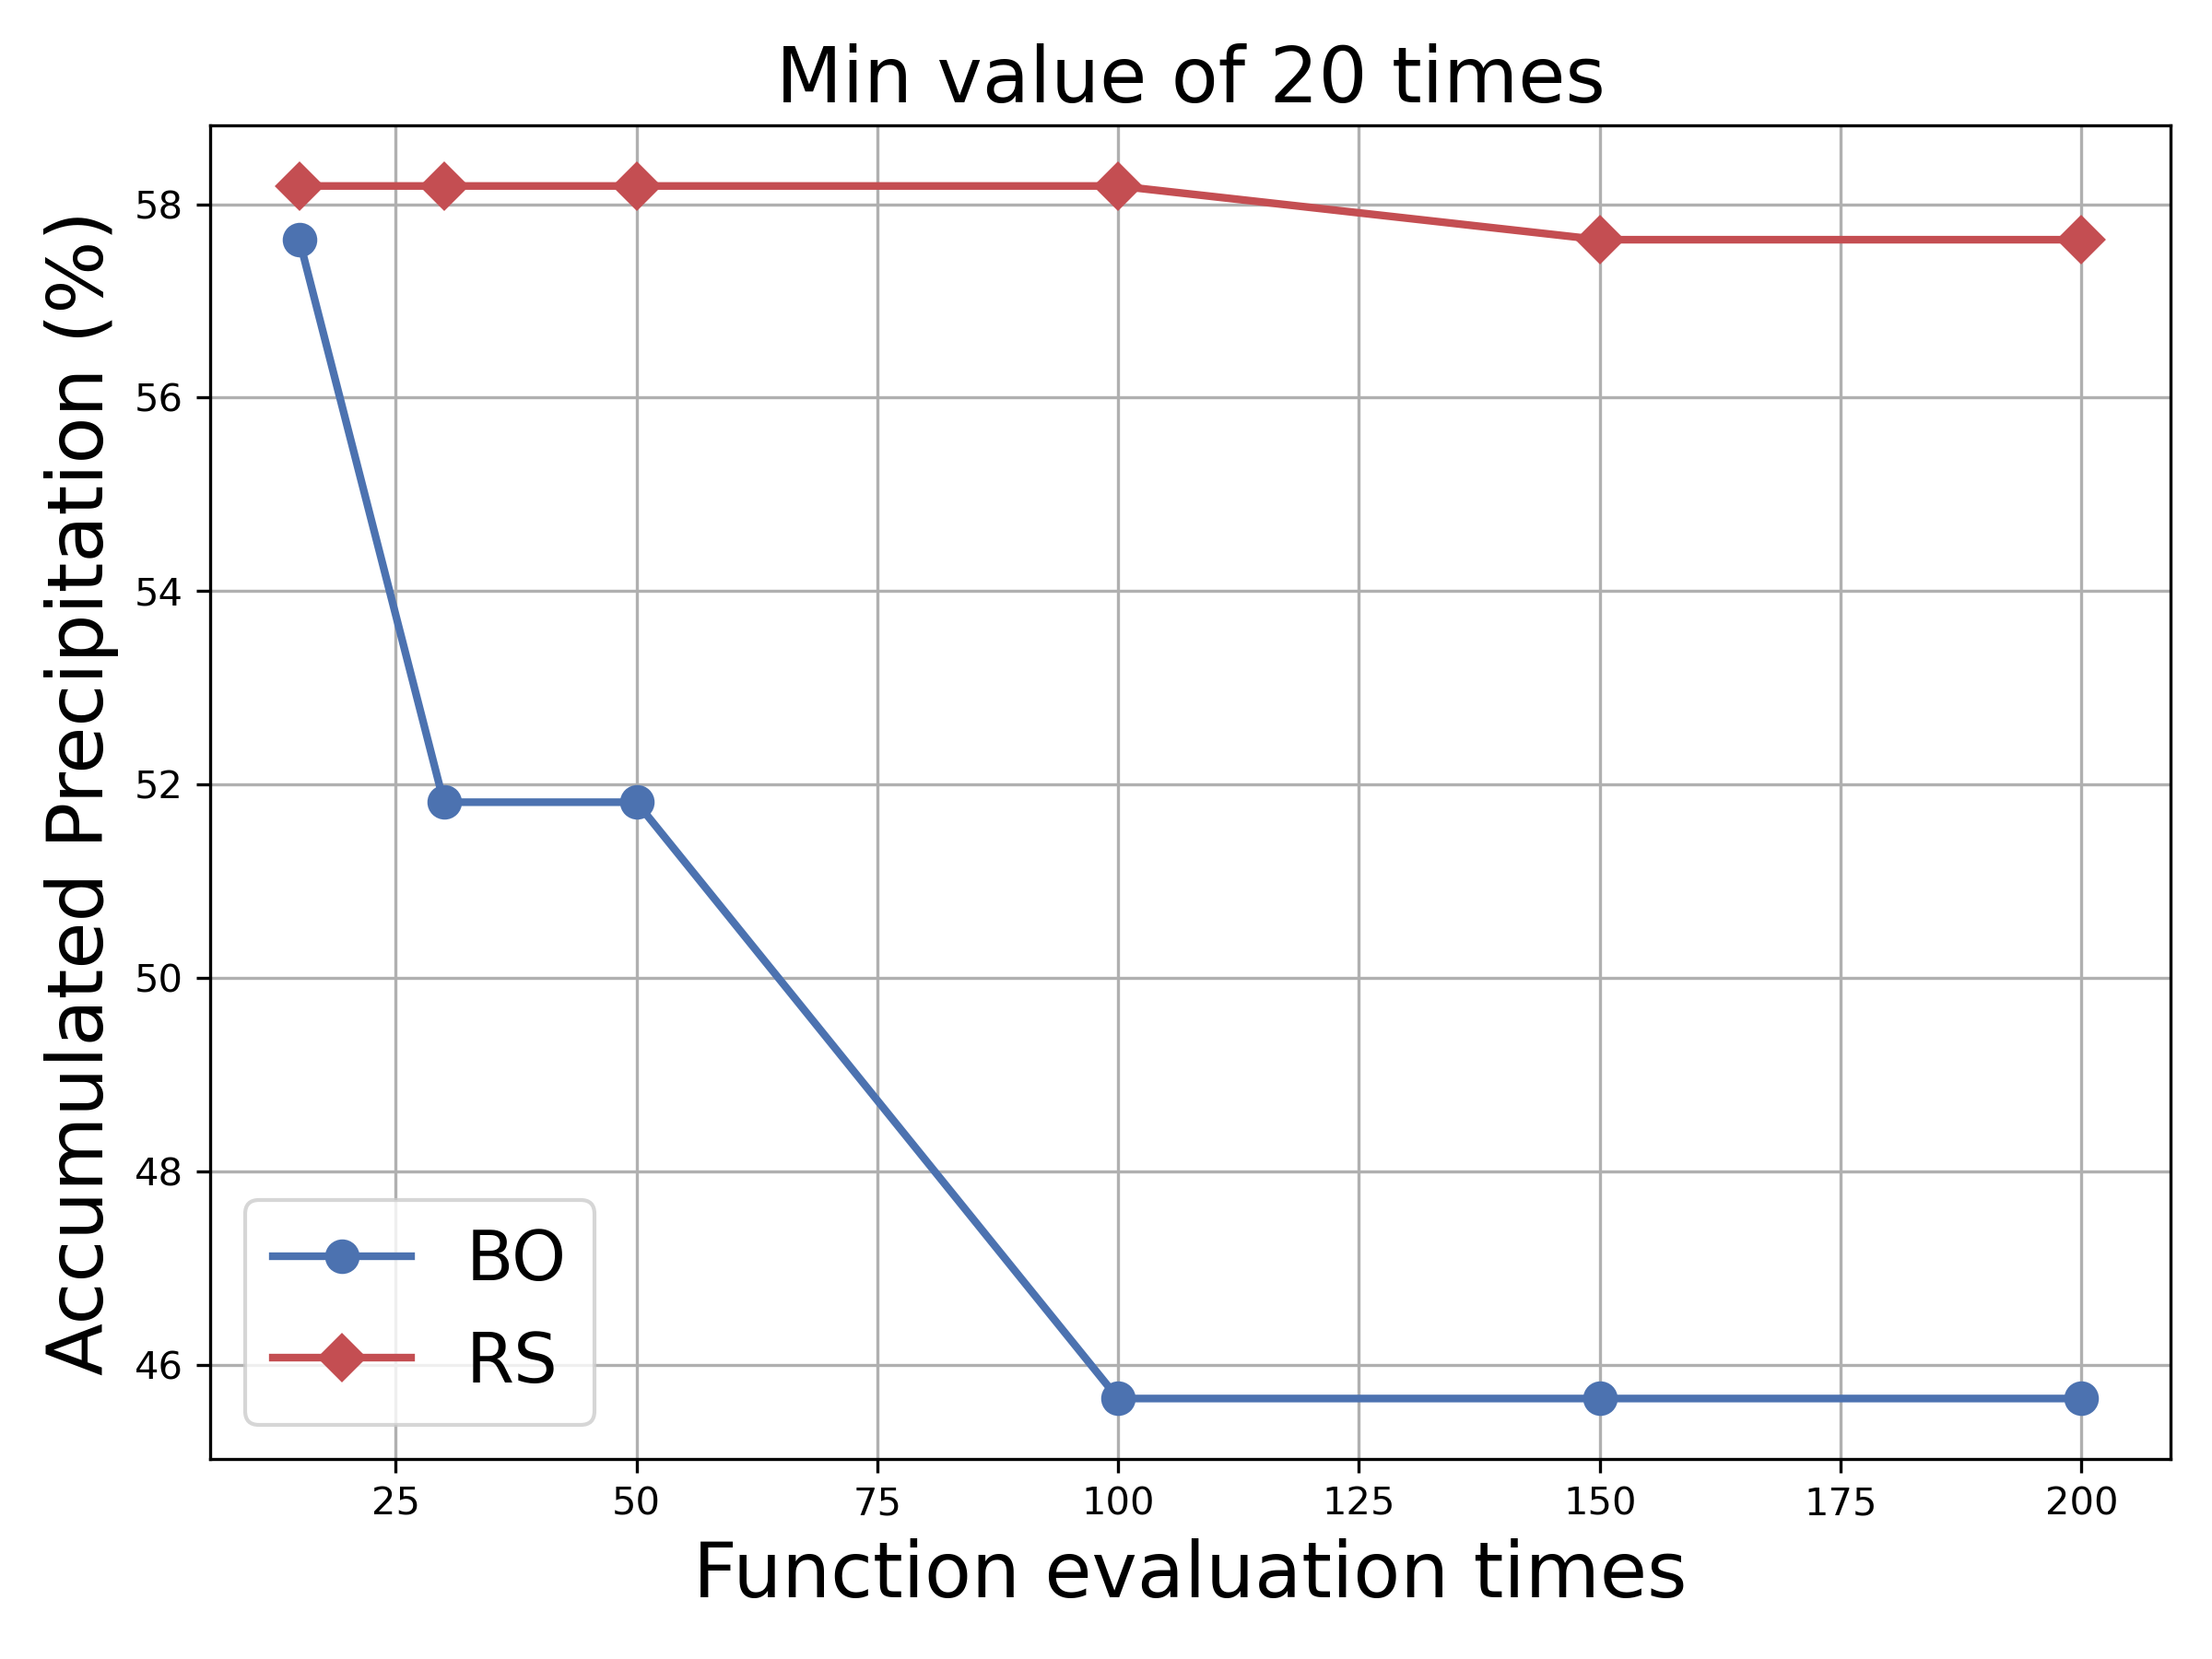 Min value of 20 times
Accumulated Precipitation (%)
58
56
54
52
50
48
46
BO
RS
25 50 75 100 125 150 175 200
Function evaluation times